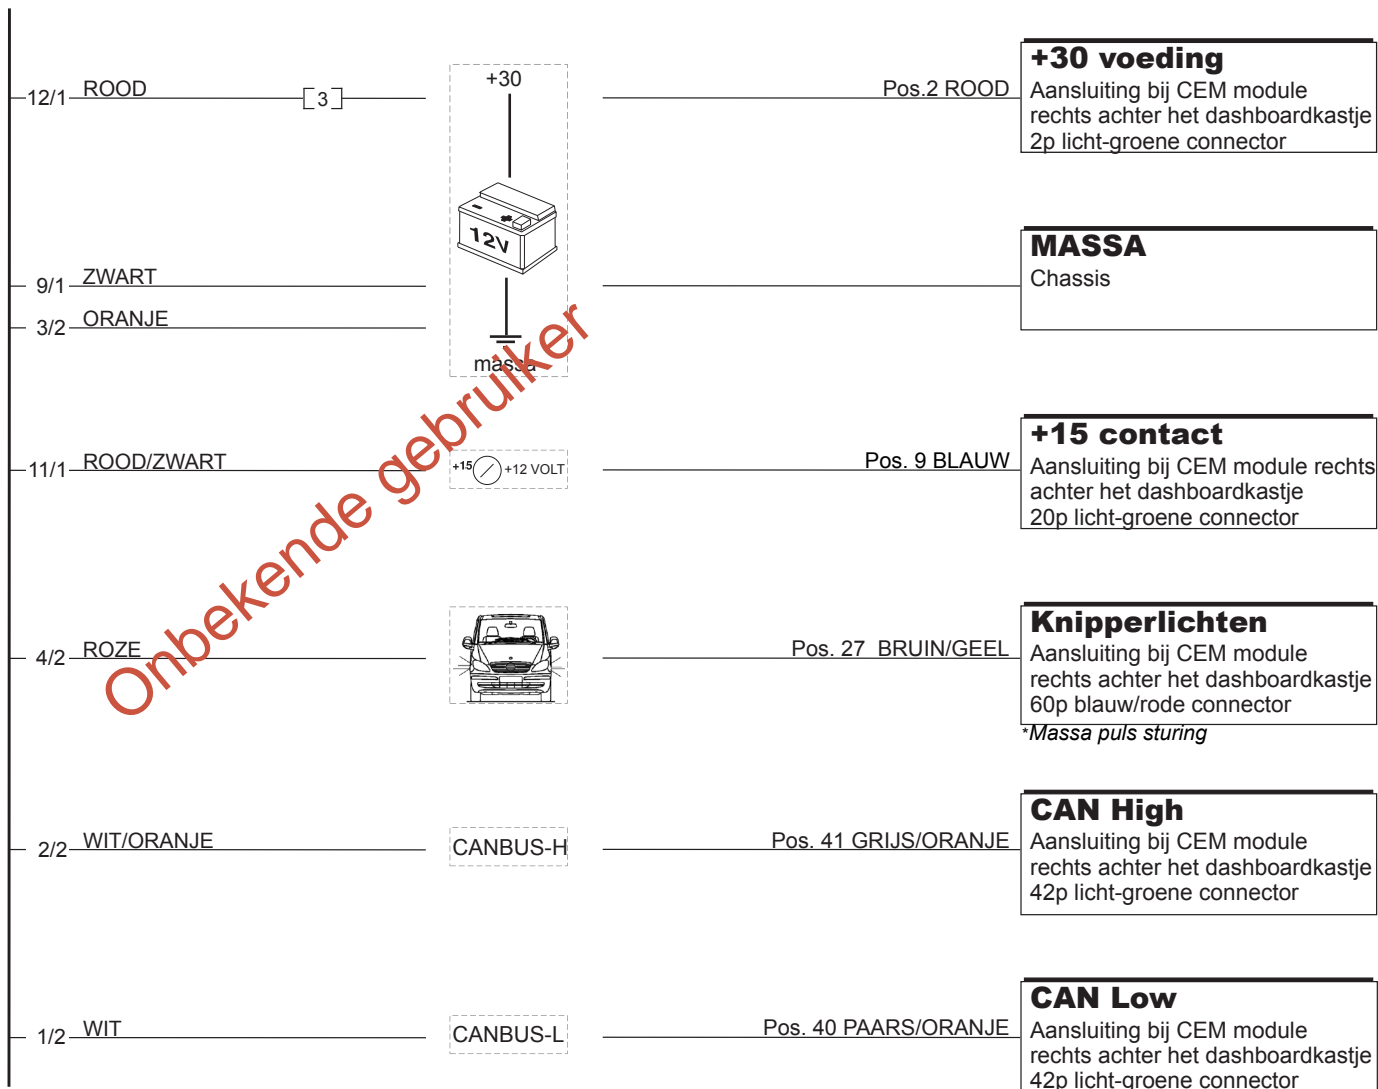 12/1 ROOD [3] +30 Pos.2 ROOD
+30 voeding
Aansluiting bij CEM module
rechts achter het dashboardkastje
2p licht-groene connector
12V
9/1 ZWART
MASSA
Chassis
3/2 ORANJE
massa
11/1 ROOD/ZWART +15 +12 VOLT Pos. 9 BLAUW
+15 contact
Aansluiting bij CEM module rechts
achter het dashboardkastje
20p licht-groene connector
Onbekende gebruiker
4/2 ROZE Pos. 27 BRUIN/GEEL
Knipperlichten
Aansluiting bij CEM module
rechts achter het dashboardkastje
60p blauw/rode connector
*Massa puls sturing
2/2 WIT/ORANJE CANBUS-H Pos. 41 GRIJS/ORANJE
CAN High
Aansluiting bij CEM module
rechts achter het dashboardkastje
42p licht-groene connector
1/2 WIT CANBUS-L Pos. 40 PAARS/ORANJE
CAN Low
Aansluiting bij CEM module
rechts achter het dashboardkastje
42p licht-groene connector